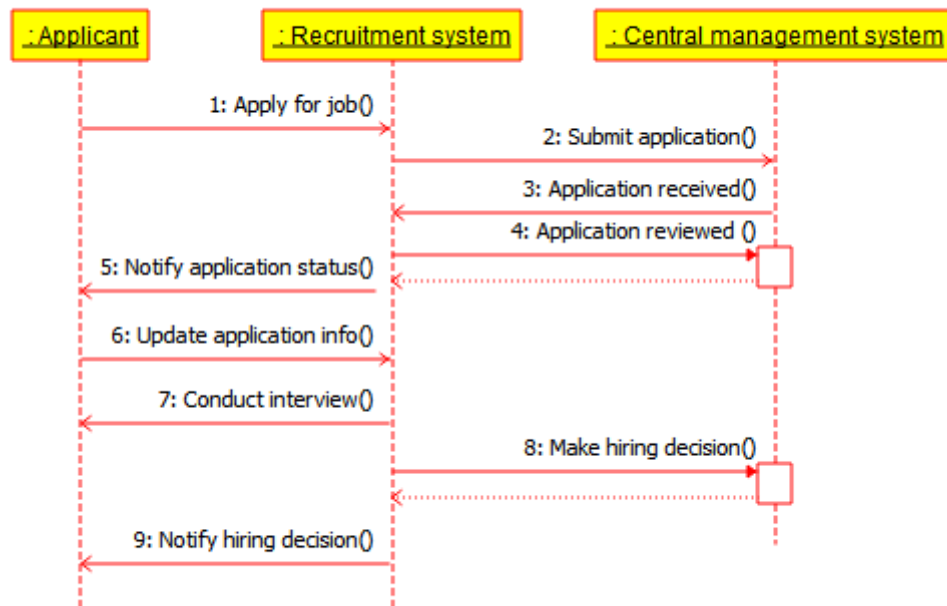 : Applicant
: Recruitment system
: Central management system
1: Apply for job()
2: Submit application()
3: Application received()
4: Application reviewed ()
5: Notify application status()
6: Update application info()
7: Conduct interview()
8: Make hiring decision()
9: Notify hiring decision()